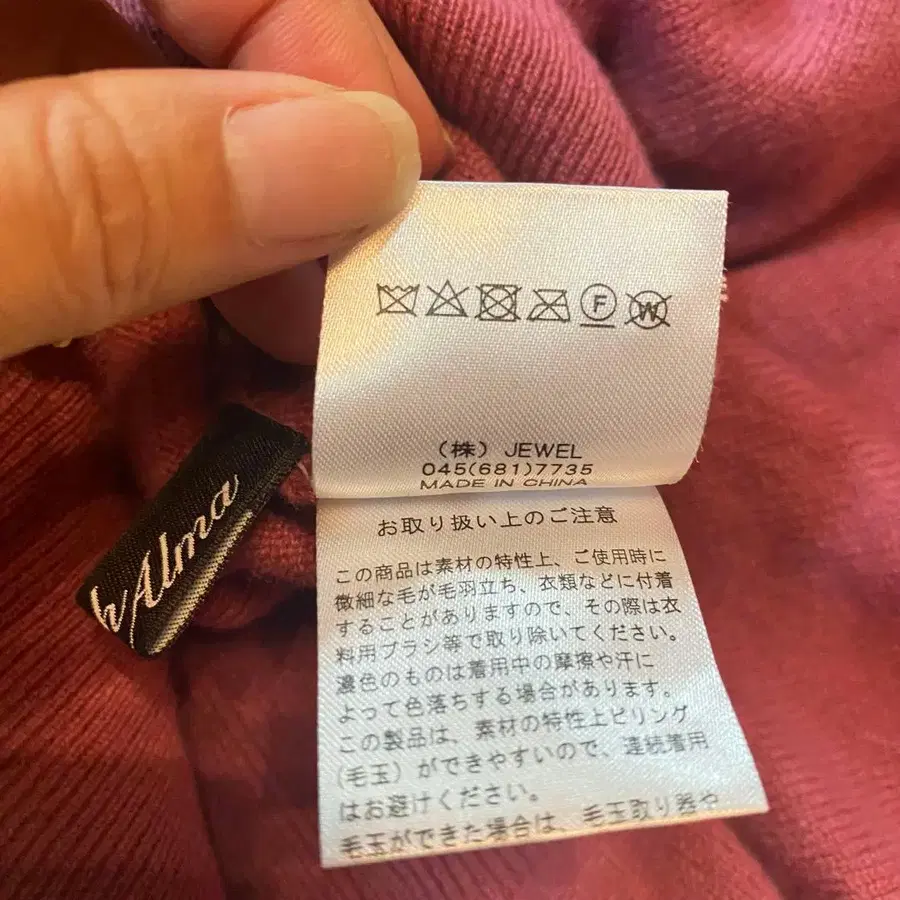 F W
（株）JEWEL
045(681)7735
MADE IN CHINA
Alma
お取り扱い上のご注意
この商品は素材の特性上、ご使用時に
微細な毛が毛羽立ち、衣類などに付着
することがありますので、その際は衣
料用ブラシ等で取り除いてください。
濃色のものは着用中の摩擦や汗に
よって色落ちする場合があります。
この製品は、素材の特性上ピリング
(毛玉)ができやすいので、連続着用
はお避けください。
毛玉ができた場合は、毛玉取り器や